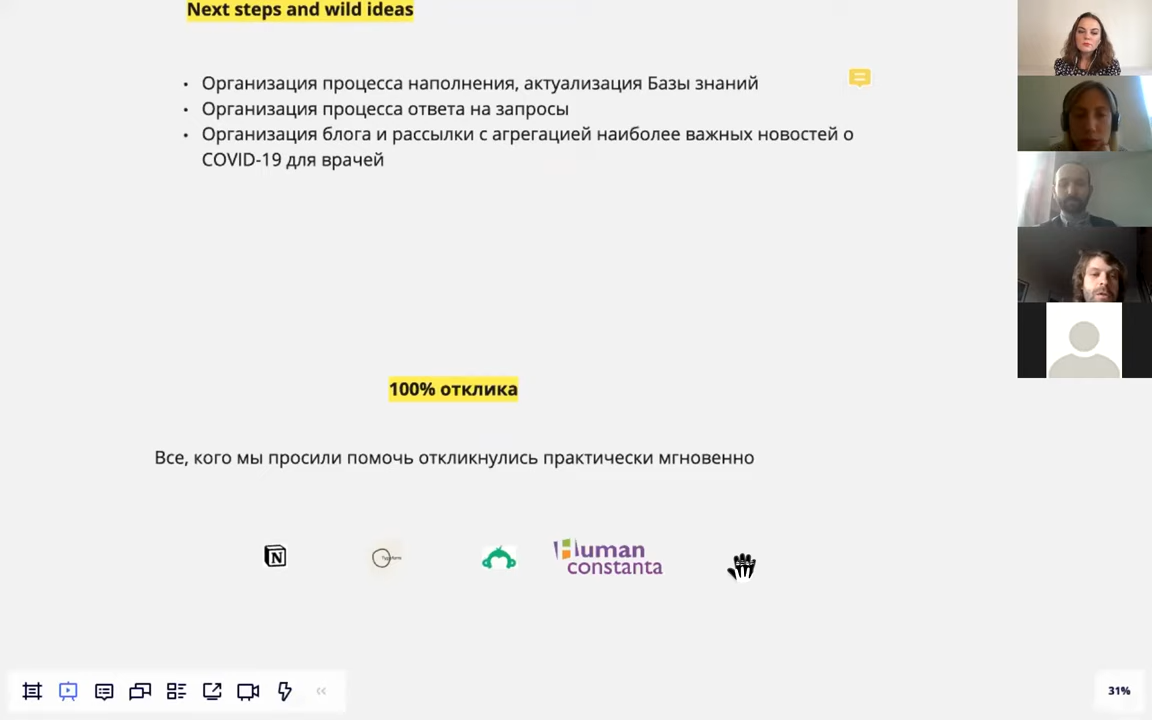 Next steps and wild ideas
• Организация процесса наполнения, актуализация Базы знаний
• Организация процесса ответа на запросы
• Организация блога и рассылки с агрегацией наиболее важных новостей о
COVID-19 для врачей
100% отклика
Все, кого мы просили помочь откликнулись практически мгновенно
N
Human
constanta
31%